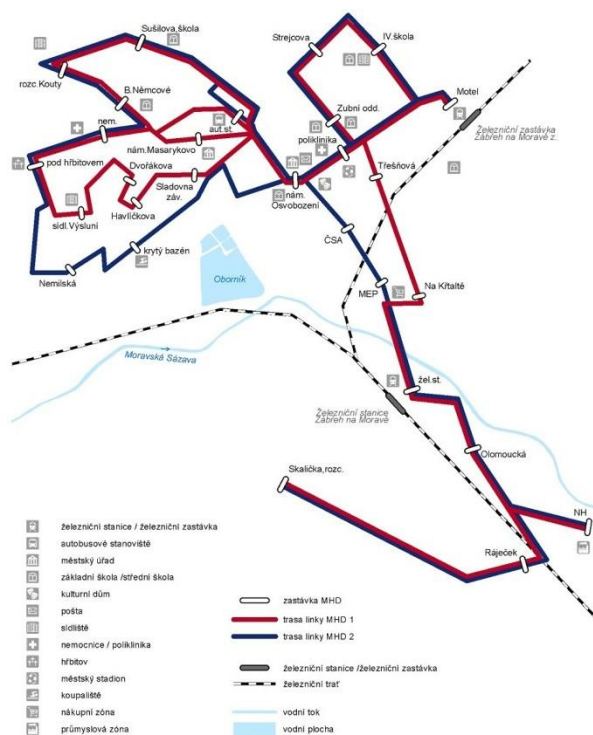 Sušilova,škola
Strejcova
IV.škola
rozc.Kouty
Motel
B.Němcové
Zubní odd.
aut.st.
nem.
poliklinika
Železniční zastávka
Zábřeh na Moravě z.
nám.Masarykovo
pod hřbitovem
Dvořákova
Třešňová
Sladovna
záv.
nám.
Osvobození
Havlíčkova
sídl.Výsluní
krytý bazén
ČSA
Nemilská
Oborník
MEP
Na Křtaltě
Moravská Sázava
žel.st.
Železniční stanice
Zábřeh na Moravě
Olomoucká
Skalička,rozc.
NH
Ráječek
železniční stanice / železniční zastávka
autobusové stanoviště
městský úřad
základní škola /střední škola
kulturní dům
pošta
sídliště
nemocnice / poliklinika
hřbitov
městský stadion
koupaliště
nákupní zóna
průmyslová zóna
zastávka MHD
trasa linky MHD 1
trasa linky MHD 2
železniční stanice /železniční zastávka
železniční trať
vodní tok
vodní plocha